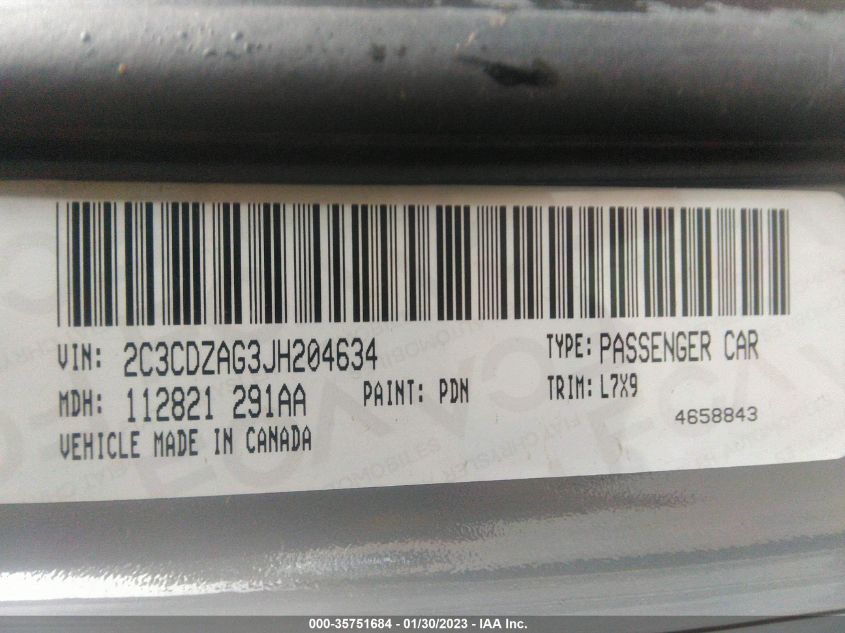 VIN: 2C3CDZAG3JH204634 TYPE: PASSENGER CAR
MDH: 112821 291AA PAINT: PDN TRIM: L7X9
4658843
VEHICLE MADE IN CANADA
000-35751684 — 01/30/2023 — IAA Inc.